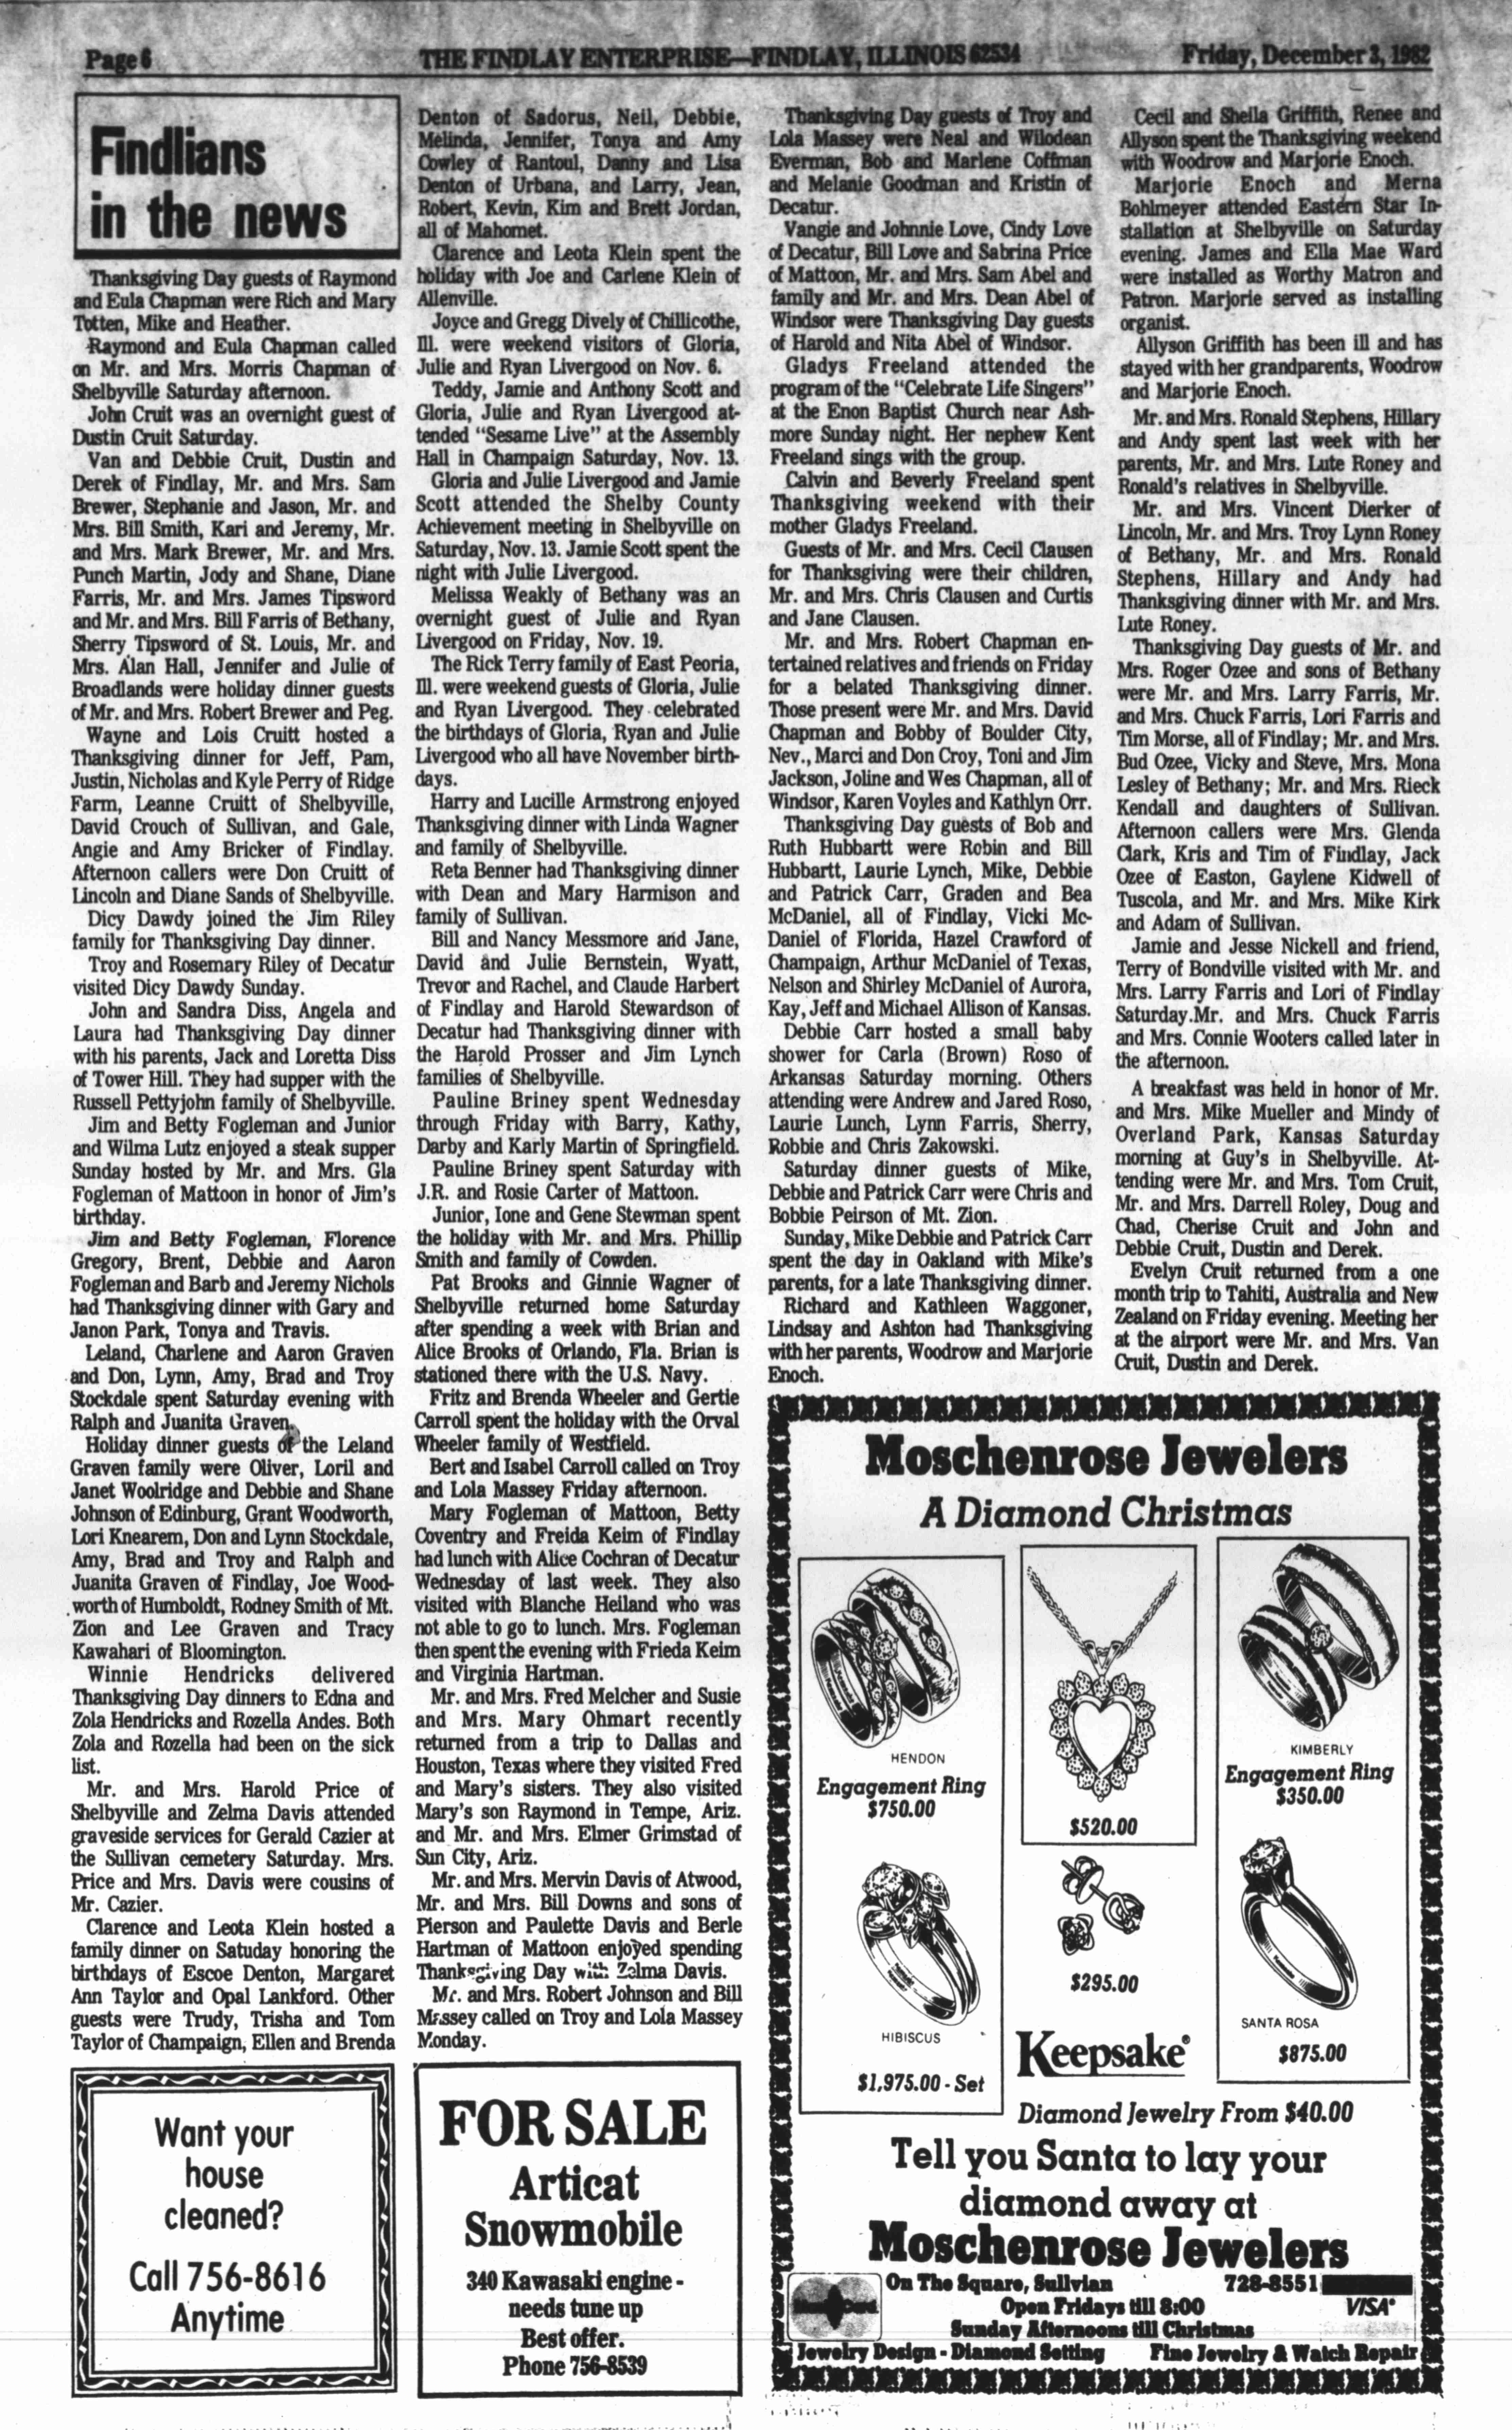 Page 6
THE FINDLAY ENTERPRISE—FINDLAY, ILLINOIS 62534
Friday, December 3, 1982
Findlians
in the news
Thanksgiving Day guests of Raymond
and Eula Chapman were Rich and Mary
Totten, Mike and Heather.
Raymond and Eula Chapman called
on Mr. and Mrs. Morris Chapman of
Shelbyville Saturday afternoon.
John Cruit was an overnight guest of
Dustin Cruit Saturday.
Van and Debbie Cruit, Dustin and
Derek of Findlay, Mr. and Mrs. Sam
Brewer, Stephanie and Jason, Mr. and
Mrs. Bill Smith, Kari and Jeremy, Mr.
and Mrs. Mark Brewer, Mr. and Mrs.
Punch Martin, Jody and Shane, Diane
Farris, Mr. and Mrs. James Tipsword
and Mr. and Mrs. Bill Farris of Bethany,
Sherry Tipsword of St. Louis, Mr. and
Mrs. Alan Hall, Jennifer and Julie of
Broadlands were holiday dinner guests
of Mr. and Mrs. Robert Brewer and Peg.
Wayne and Lois Cruitt hosted a
Thanksgiving dinner for Jeff, Pam,
Justin, Nicholas and Kyle Perry of Ridge
Farm, Leanne Cruitt of Shelbyville,
David Crouch of Sullivan, and Gale,
Angie and Amy Bricker of Findlay.
Afternoon callers were Don Cruitt of
Lincoln and Diane Sands of Shelbyville.
Dicy Dawdy joined the Jim Riley
family for Thanksgiving Day dinner.
Troy and Rosemary Riley of Decatur
visited Dicy Dawdy Sunday.
John and Sandra Diss, Angela and
Laura had Thanksgiving Day dinner
with his parents, Jack and Loretta Diss
of Tower Hill. They had supper with the
Russell Pettyjohn family of Shelbyville.
Jim and Betty Fogleman and Junior
and Wilma Lutz enjoyed a steak supper
Sunday hosted by Mr. and Mrs. Gla
Fogleman of Mattoon in honor of Jim's
birthday.
Jim and Betty Fogleman, Florence
Gregory, Brent, Debbie and Aaron
Fogleman and Barb and Jeremy Nichols
had Thanksgiving dinner with Gary and
Janon Park, Tonya and Travis.
Leland, Charlene and Aaron Graven
and Don, Lynn, Amy, Brad and Troy
Stockdale spent Saturday evening with
Ralph and Juanita Graven.
Holiday dinner guests of the Leland
Graven family were Oliver, Loril and
Janet Woolridge and Debbie and Shane
Johnson of Edinburg, Grant Woodworth,
Lori Knearem, Don and Lynn Stockdale,
Amy, Brad and Troy and Ralph and
Juanita Graven of Findlay, Joe Wood-
worth of Humboldt, Rodney Smith of Mt.
Zion and Lee Graven and Tracy
Kawahari of Bloomington.
Winnie Hendricks delivered
Thanksgiving Day dinners to Edna and
Zola Hendricks and Rozella Andes. Both
Zola and Rozella had been on the sick
list.
Mr. and Mrs. Harold Price of
Shelbyville and Zelma Davis attended
graveside services for Gerald Cazier at
the Sullivan cemetery Saturday. Mrs.
Price and Mrs. Davis were cousins of
Mr. Cazier.
Clarence and Leota Klein hosted a
family dinner on Satuday honoring the
birthdays of Escoe Denton, Margaret
Ann Taylor and Opal Lankford. Other
guests were Trudy, Trisha and Tom
Taylor of Champaign, Ellen and Brenda
Denton of Sadorus, Neil, Debbie,
Melinda, Jennifer, Tonya and Amy
Cowley of Rantoul, Danny and Lisa
Denton of Urbana, and Larry, Jean,
Robert, Kevin, Kim and Brett Jordan,
all of Mahomet.
Clarence and Leota Klein spent the
holiday with Joe and Carlene Klein of
Allenville.
Joyce and Gregg Dively of Chillicothe,
Ill. were weekend visitors of Gloria,
Julie and Ryan Livergood on Nov. 6.
Teddy, Jamie and Anthony Scott and
Gloria, Julie and Ryan Livergood at-
tended "Sesame Live" at the Assembly
Hall in Champaign Saturday, Nov. 13.
Gloria and Julie Livergood and Jamie
Scott attended the Shelby County
Achievement meeting in Shelbyville on
Saturday, Nov. 13. Jamie Scott spent the
night with Julie Livergood.
Melissa Weakly of Bethany was an
overnight guest of Julie and Ryan
Livergood on Friday, Nov. 19.
The Rick Terry family of East Peoria,
Ill. were weekend guests of Gloria, Julie
and Ryan Livergood. They celebrated
the birthdays of Gloria, Ryan and Julie
Livergood who all have November birth-
days.
Harry and Lucille Armstrong enjoyed
Thanksgiving dinner with Linda Wagner
and family of Shelbyville.
Reta Benner had Thanksgiving dinner
with Dean and Mary Harmison and
family of Sullivan.
Bill and Nancy Messmore and Jane,
David and Julie Bernstein, Wyatt,
Trevor and Rachel, and Claude Harbert
of Findlay and Harold Stewardson of
Decatur had Thanksgiving dinner with
the Harold Prosser and Jim Lynch
families of Shelbyville.
Pauline Briney spent Wednesday
through Friday with Barry, Kathy,
Darby and Karly Martin of Springfield.
Pauline Briney spent Saturday with
J.R. and Rosie Carter of Mattoon.
Junior, Ione and Gene Stewman spent
the holiday with Mr. and Mrs. Phillip
Smith and family of Cowden.
Pat Brooks and Ginnie Wagner of
Shelbyville returned home Saturday
after spending a week with Brian and
Alice Brooks of Orlando, Fla. Brian is
stationed there with the U.S. Navy.
Fritz and Brenda Wheeler and Gertie
Carroll spent the holiday with the Orval
Wheeler family of Westfield.
Bert and Isabel Carroll called on Troy
and Lola Massey Friday afternoon.
Mary Fogleman of Mattoon, Betty
Coventry and Freida Keim of Findlay
had lunch with Alice Cochran of Decatur
Wednesday of last week. They also
visited with Blanche Heiland who was
not able to go to lunch. Mrs. Fogleman
then spent the evening with Frieda Keim
and Virginia Hartman.
Mr. and Mrs. Fred Melcher and Susie
and Mrs. Mary Ohmart recently
returned from a trip to Dallas and
Houston, Texas where they visited Fred
and Mary's sisters. They also visited
Mary's son Raymond in Tempe, Ariz.
and Mr. and Mrs. Elmer Grimstad of
Sun City, Ariz.
Mr. and Mrs. Mervin Davis of Atwood,
Mr. and Mrs. Bill Downs and sons of
Pierson and Paulette Davis and Berle
Hartman of Mattoon enjoyed spending
Thanksgiving Day with Zelma Davis.
Mr. and Mrs. Robert Johnson and Bill
Massey called on Troy and Lola Massey
Monday.
Thanksgiving Day guests of Troy and
Lola Massey were Neal and Wilodean
Everman, Bob and Marlene Coffman
and Melanie Goodman and Kristin of
Decatur.
Vangie and Johnnie Love, Cindy Love
of Decatur, Bill Love and Sabrina Price
of Mattoon, Mr. and Mrs. Sam Abel and
family and Mr. and Mrs. Dean Abel of
Windsor were Thanksgiving Day guests
of Harold and Nita Abel of Windsor.
Gladys Freeland attended the
program of the "Celebrate Life Singers"
at the Enon Baptist Church near Ash-
more Sunday night. Her nephew Kent
Freeland sings with the group.
Calvin and Beverly Freeland spent
Thanksgiving weekend with their
mother Gladys Freeland.
Guests of Mr. and Mrs. Cecil Clausen
for Thanksgiving were their children,
Mr. and Mrs. Chris Clausen and Curtis
and Jane Clausen.
Mr. and Mrs. Robert Chapman en-
tertained relatives and friends on Friday
for a belated Thanksgiving dinner.
Those present were Mr. and Mrs. David
Chapman and Bobby of Boulder City,
Nev., Marci and Don Croy, Toni and Jim
Jackson, Joline and Wes Chapman, all of
Windsor, Karen Voyles and Kathlyn Orr.
Thanksgiving Day guests of Bob and
Ruth Hubbartt were Robin and Bill
Hubbartt, Laurie Lynch, Mike, Debbie
and Patrick Carr, Graden and Bea
McDaniel, all of Findlay, Vicki Mc-
Daniel of Florida, Hazel Crawford of
Champaign, Arthur McDaniel of Texas,
Nelson and Shirley McDaniel of Aurora,
Kay, Jeff and Michael Allison of Kansas.
Debbie Carr hosted a small baby
shower for Carla (Brown) Roso of
Arkansas Saturday morning. Others
attending were Andrew and Jared Roso,
Laurie Lunch, Lynn Farris, Sherry,
Robbie and Chris Zakowski.
Saturday dinner guests of Mike,
Debbie and Patrick Carr were Chris and
Bobbie Peirson of Mt. Zion.
Sunday, Mike Debbie and Patrick Carr
spent the day in Oakland with Mike's
parents, for a late Thanksgiving dinner.
Richard and Kathleen Waggoner,
Lindsay and Ashton had Thanksgiving
with her parents, Woodrow and Marjorie
Enoch.
Cecil and Sheila Griffith, Renee and
Allyson spent the Thanksgiving weekend
with Woodrow and Marjorie Enoch.
Marjorie Enoch and Merna
Bohlmeyer attended Eastern Star In-
stallation at Shelbyville on Saturday
evening. James and Ella Mae Ward
were installed as Worthy Matron and
Patron. Marjorie served as installing
organist.
Allyson Griffith has been ill and has
stayed with her grandparents, Woodrow
and Marjorie Enoch.
Mr. and Mrs. Ronald Stephens, Hillary
and Andy spent last week with her
parents, Mr. and Mrs. Lute Roney and
Ronald's relatives in Shelbyville.
Mr. and Mrs. Vincent Dierker of
Lincoln, Mr. and Mrs. Troy Lynn Roney
of Bethany, Mr. and Mrs. Ronald
Stephens, Hillary and Andy had
Thanksgiving dinner with Mr. and Mrs.
Lute Roney.
Thanksgiving Day guests of Mr. and
Mrs. Roger Ozee and sons of Bethany
were Mr. and Mrs. Larry Farris, Mr.
and Mrs. Chuck Farris, Lori Farris and
Tim Morse, all of Findlay; Mr. and Mrs.
Bud Ozee, Vicky and Steve, Mrs. Mona
Lesley of Bethany; Mr. and Mrs. Rieck
Kendall and daughters of Sullivan.
Afternoon callers were Mrs. Glenda
Clark, Kris and Tim of Findlay, Jack
Ozee of Easton, Gaylene Kidwell of
Tuscola, and Mr. and Mrs. Mike Kirk
and Adam of Sullivan.
Jamie and Jesse Nickell and friend,
Terry of Bondville visited with Mr. and
Mrs. Larry Farris and Lori of Findlay
Saturday.Mr. and Mrs. Chuck Farris
and Mrs. Connie Wooters called later in
the afternoon.
A breakfast was held in honor of Mr.
and Mrs. Mike Mueller and Mindy of
Overland Park, Kansas Saturday
morning at Guy's in Shelbyville. At-
tending were Mr. and Mrs. Tom Cruit,
Mr. and Mrs. Darrell Roley, Doug and
Chad, Cherise Cruit and John and
Debbie Cruit, Dustin and Derek.
Evelyn Cruit returned from a one
month trip to Tahiti, Australia and New
Zealand on Friday evening. Meeting her
at the airport were Mr. and Mrs. Van
Cruit, Dustin and Derek.
Want your
house
cleaned?
Call 756-8616
Anytime
FOR SALE
Articat
Snowmobile
340 Kawasaki engine -
needs tune up
Best offer.
Phone 756-8539
Moschenrose Jewelers
A Diamond Christmas
HENDON
Engagement Ring
$750.00
HIBISCUS
$1,975.00 - Set
$520.00
$295.00
Keepsake®
KIMBERLY
Engagement Ring
$350.00
SANTA ROSA
$875.00
Diamond Jewelry From $40.00
Tell you Santa to lay your
diamond away at
Moschenrose Jewelers
On The Square, Sullvian 728-8551
Open Fridays till 8:00
VISA
Sunday Afternoons till Christmas
Jewelry Design - Diamond Setting Fine Jewelry & Watch Repair